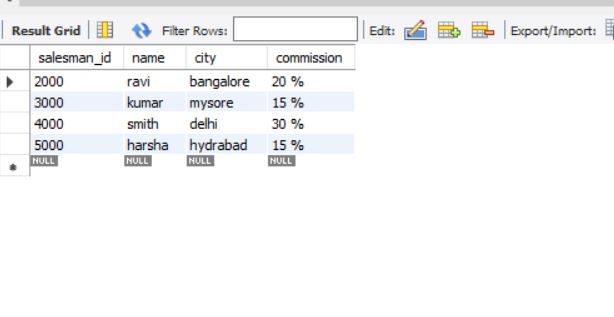 Result Grid Filter Rows: Edit: Export/Import:
salesman_id name city commission
2000 ravi bangalore 20 %
3000 kumar mysore 15 %
4000 smith delhi 30 %
5000 harsha hydrabad 15 %
NULL NULL NULL NULL